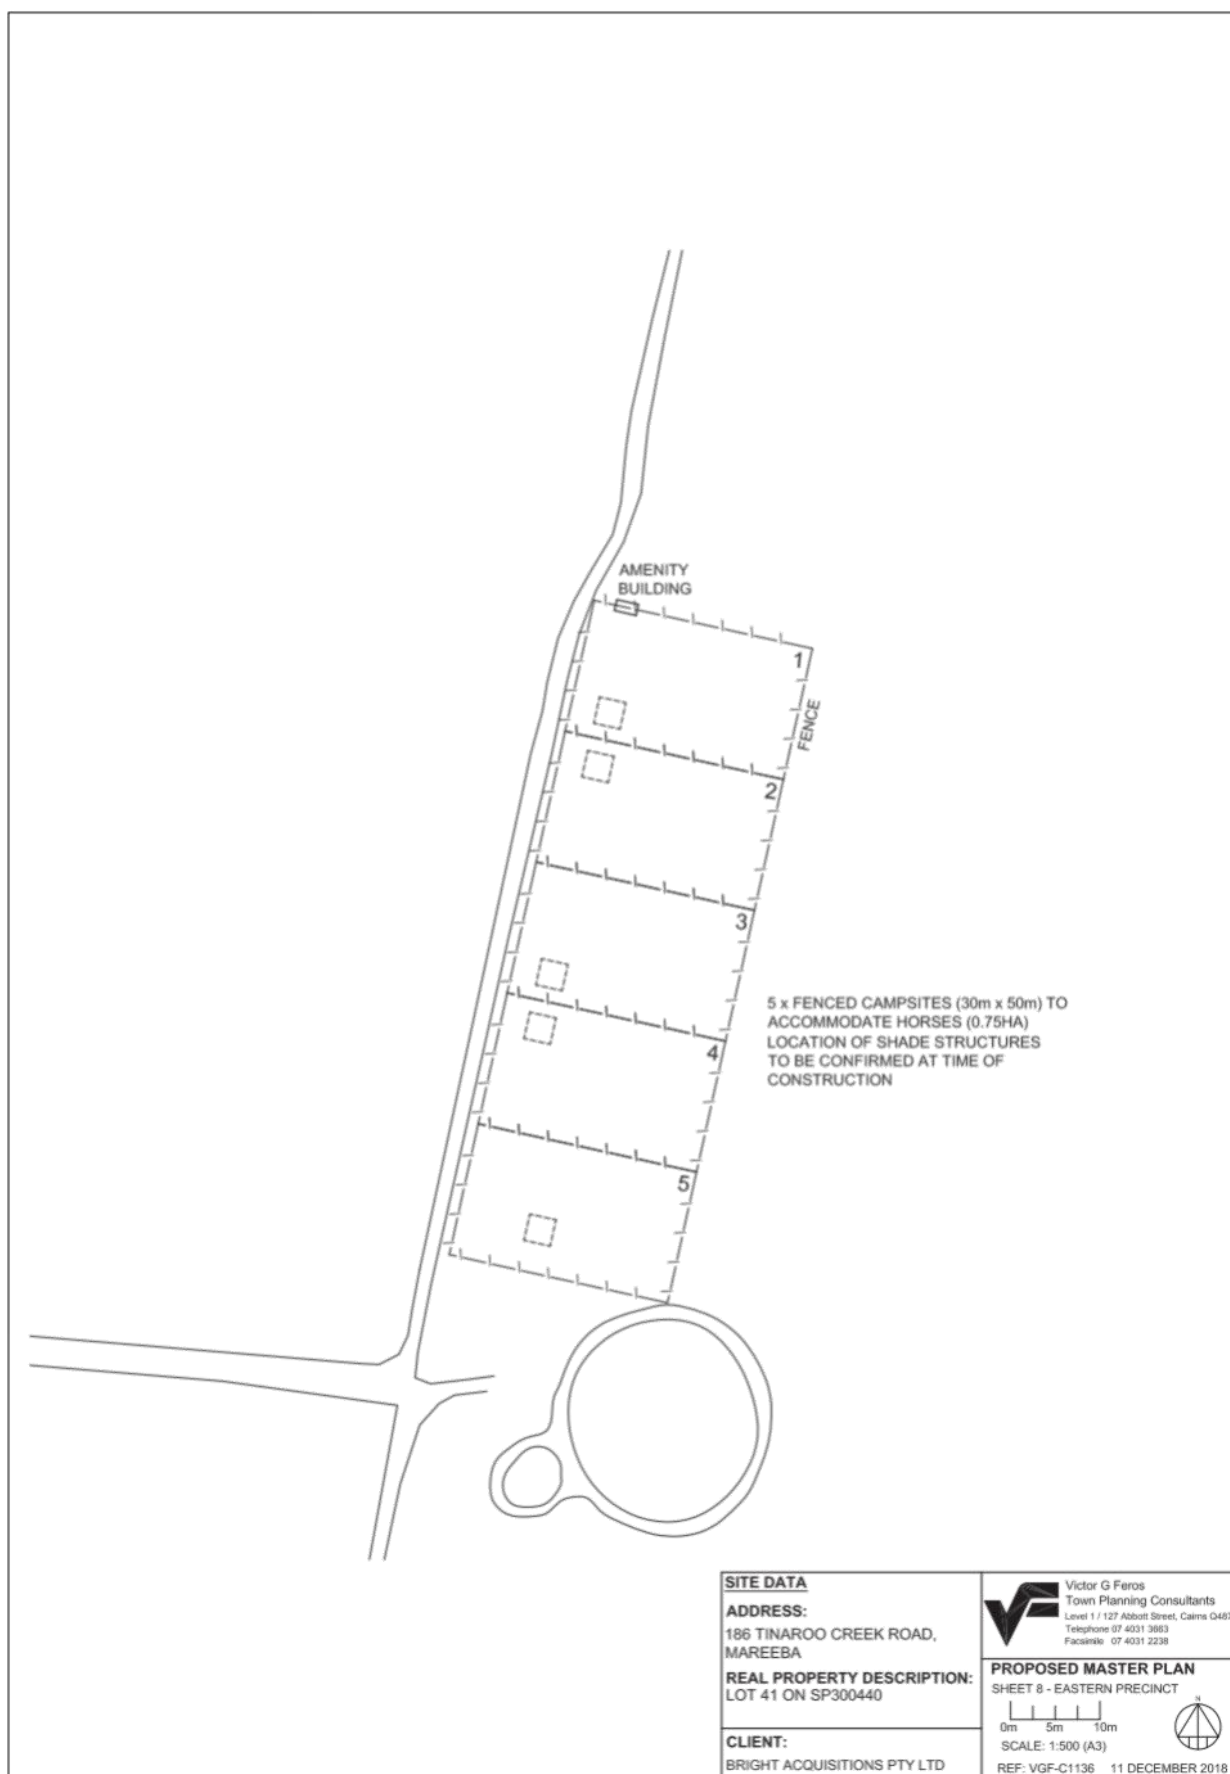 AMENITY
BUILDING
1
FENCE
2
3
5 x FENCED CAMPSITES (30m x 50m) TO
ACCOMMODATE HORSES (0.75HA)
LOCATION OF SHADE STRUCTURES
TO BE CONFIRMED AT TIME OF
CONSTRUCTION
4
5
SITE DATA
ADDRESS:
186 TINAROO CREEK ROAD,
MAREEBA
REAL PROPERTY DESCRIPTION:
LOT 41 ON SP300440
CLIENT:
BRIGHT ACQUISITIONS PTY LTD
VF
Victor G Feros
Town Planning Consultants
Level 1 / 127 Abbott Street, Cairns
Telephone 07 4031 3663
Facsimile 07 4031 2238
PROPOSED MASTER PLAN
SHEET 8 - EASTERN PRECINCT
N
0m 5m 10m
SCALE: 1:500 (A3)
REF: VGF-C1136 11 DECEMBER 2018